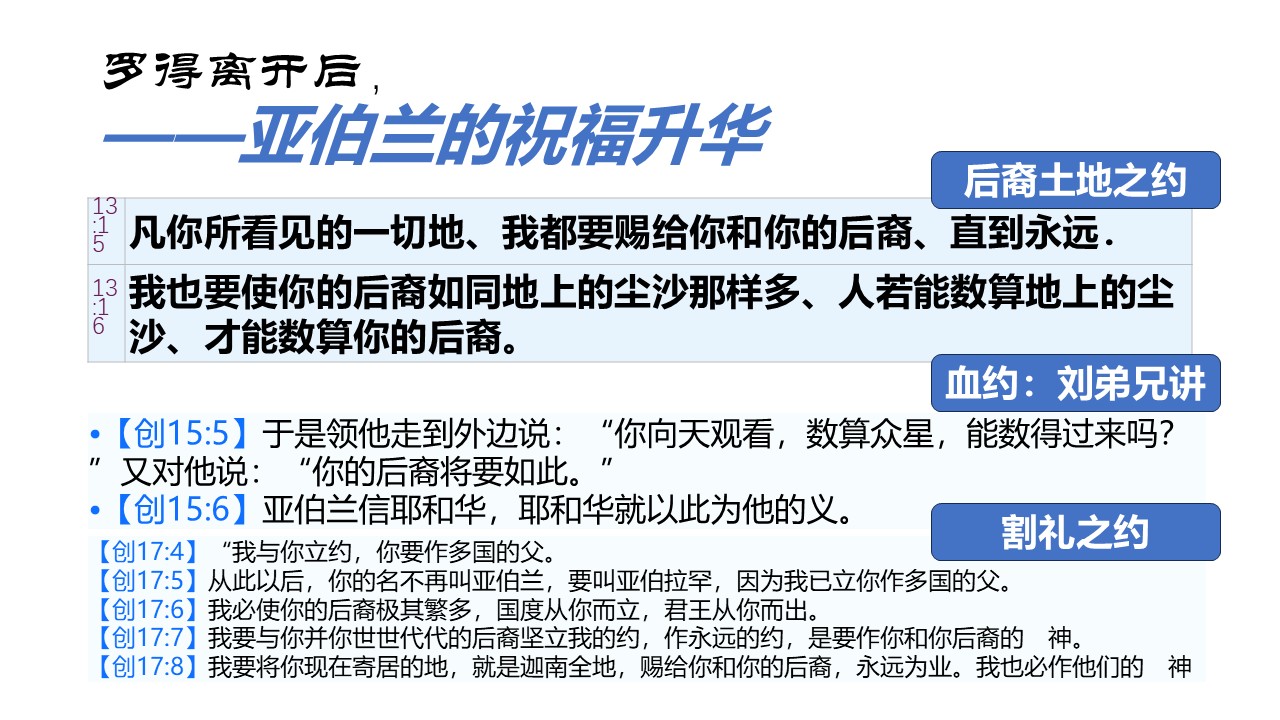 罗得离开后，
——亚伯兰的祝福升华
后裔土地之约
13
:1
5
凡你所看见的一切地、我都要赐给你和你的后裔、直到永远．
13
:1
6
我也要使你的后裔如同地上的尘沙那样多、人若能数算地上的尘
沙、才能数算你的后裔。
血约：刘弟兄讲
•【创15:5】于是领他走到外边说：“你向天观看，数算众星，能数得过来吗？
”又对他说：“你的后裔将要如此。”
•【创15:6】亚伯兰信耶和华，耶和华就以此为他的义。
割礼之约
【创17:4】“我与你立约，你要作多国的父。
【创17:5】从此以后，你的名不再叫亚伯兰，要叫亚伯拉罕，因为我已立你作多国的父。
【创17:6】我必使你的后裔极其繁多，国度从你而立，君王从你而出。
【创17:7】我要与你并你世世代代的后裔坚立我的约，作永远的约，是要作你和你后裔的　神。
【创17:8】我要将你现在寄居的地，就是迦南全地，赐给你和你的后裔，永远为业。我也必作他们的　神